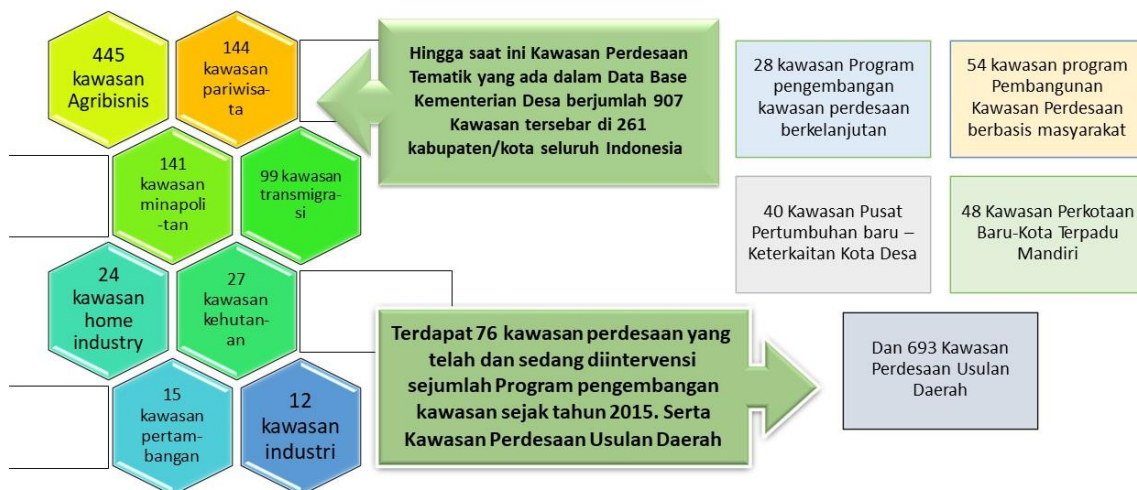 445
kawasan
Agribisnis
144
kawasan
pariwisa-
ta
141
kawasan
minapoli
-tan
99 kawasan
transmigra-
si
24
kawasan
home
industry
27
kawasan
kehutan-
an
15
kawasan
pertam-
bangan
12
kawasan
industri
Hingga saat ini Kawasan Perdesaan
Tematik yang ada dalam Data Base
Kementerian Desa berjumlah 907
Kawasan tersebar di 261
kabupaten/kota seluruh Indonesia
Terdapat 76 kawasan perdesaan yang
telah dan sedang diintervensi
sejumlah Program pengembangan
kawasan sejak tahun 2015. Serta
Kawasan Perdesaan Usulan Daerah
28 kawasan Program
pengembangan
kawasan perdesaan
berkelanjutan
54 kawasan program
Pembangunan
Kawasan Perdesaan
berbasis masyarakat
40 Kawasan Pusat
Pertumbuhan baru –
Keterkaitan Kota Desa
48 Kawasan Perkotaan
Baru-Kota Terpadu
Mandiri
Dan 693 Kawasan
Perdesaan Usulan
Daerah